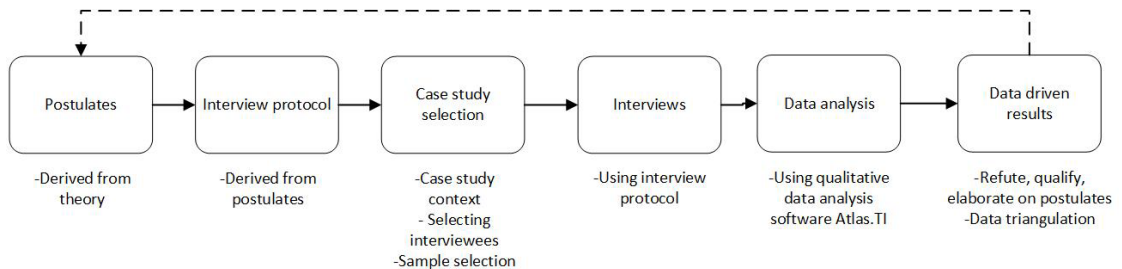 Postulates
Interview protocol
Case study
selection
Interviews
Data analysis
Data driven
results
-Derived from
theory
-Derived from
postulates
-Case study
context
- Selecting
interviewees
-Sample selection
-Using interview
protocol
-Using qualitative
data analysis
software Atlas.TI
-Refute, qualify,
elaborate on postulates
-Data triangulation